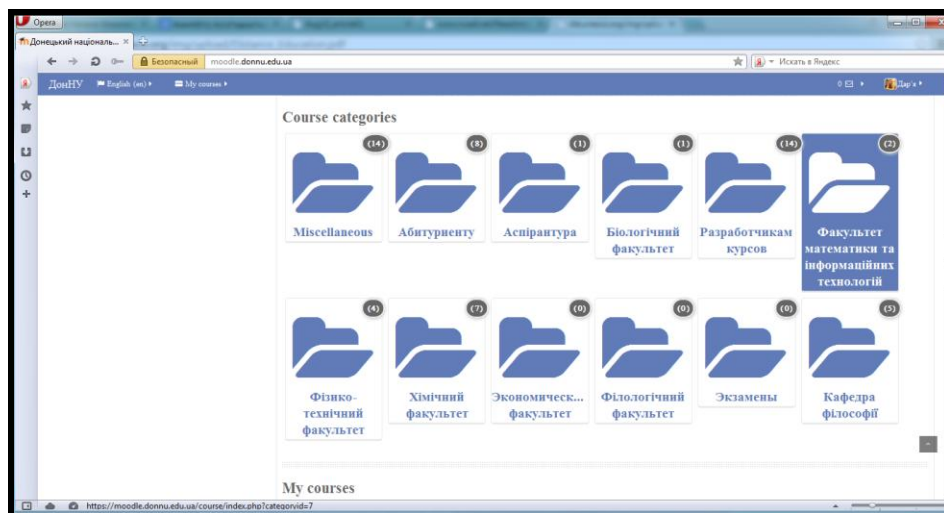 Opera
Донецький національ...
Безопасный
moodle.donnu.edu.ua
Искать в Яндекс
ДонНУ
English (en)
My courses
0
Дар'я
Course categories
(14)
(8)
(1)
(1)
(14)
(2)
Miscellaneous
Абитуриенту
Аспірантура
Біологічний
факультет
Разработчикам
курсов
Факультет
математики та
інформаційних
технологій
(4)
(7)
(0)
(0)
(0)
(5)
Фізико-
технічний
факультет
Хімічний
факультет
Экономическ...
факультет
Філологічний
факультет
Экзамены
Кафедра
філософії
My courses
https://moodle.donnu.edu.ua/course/index.php?categoryid=7